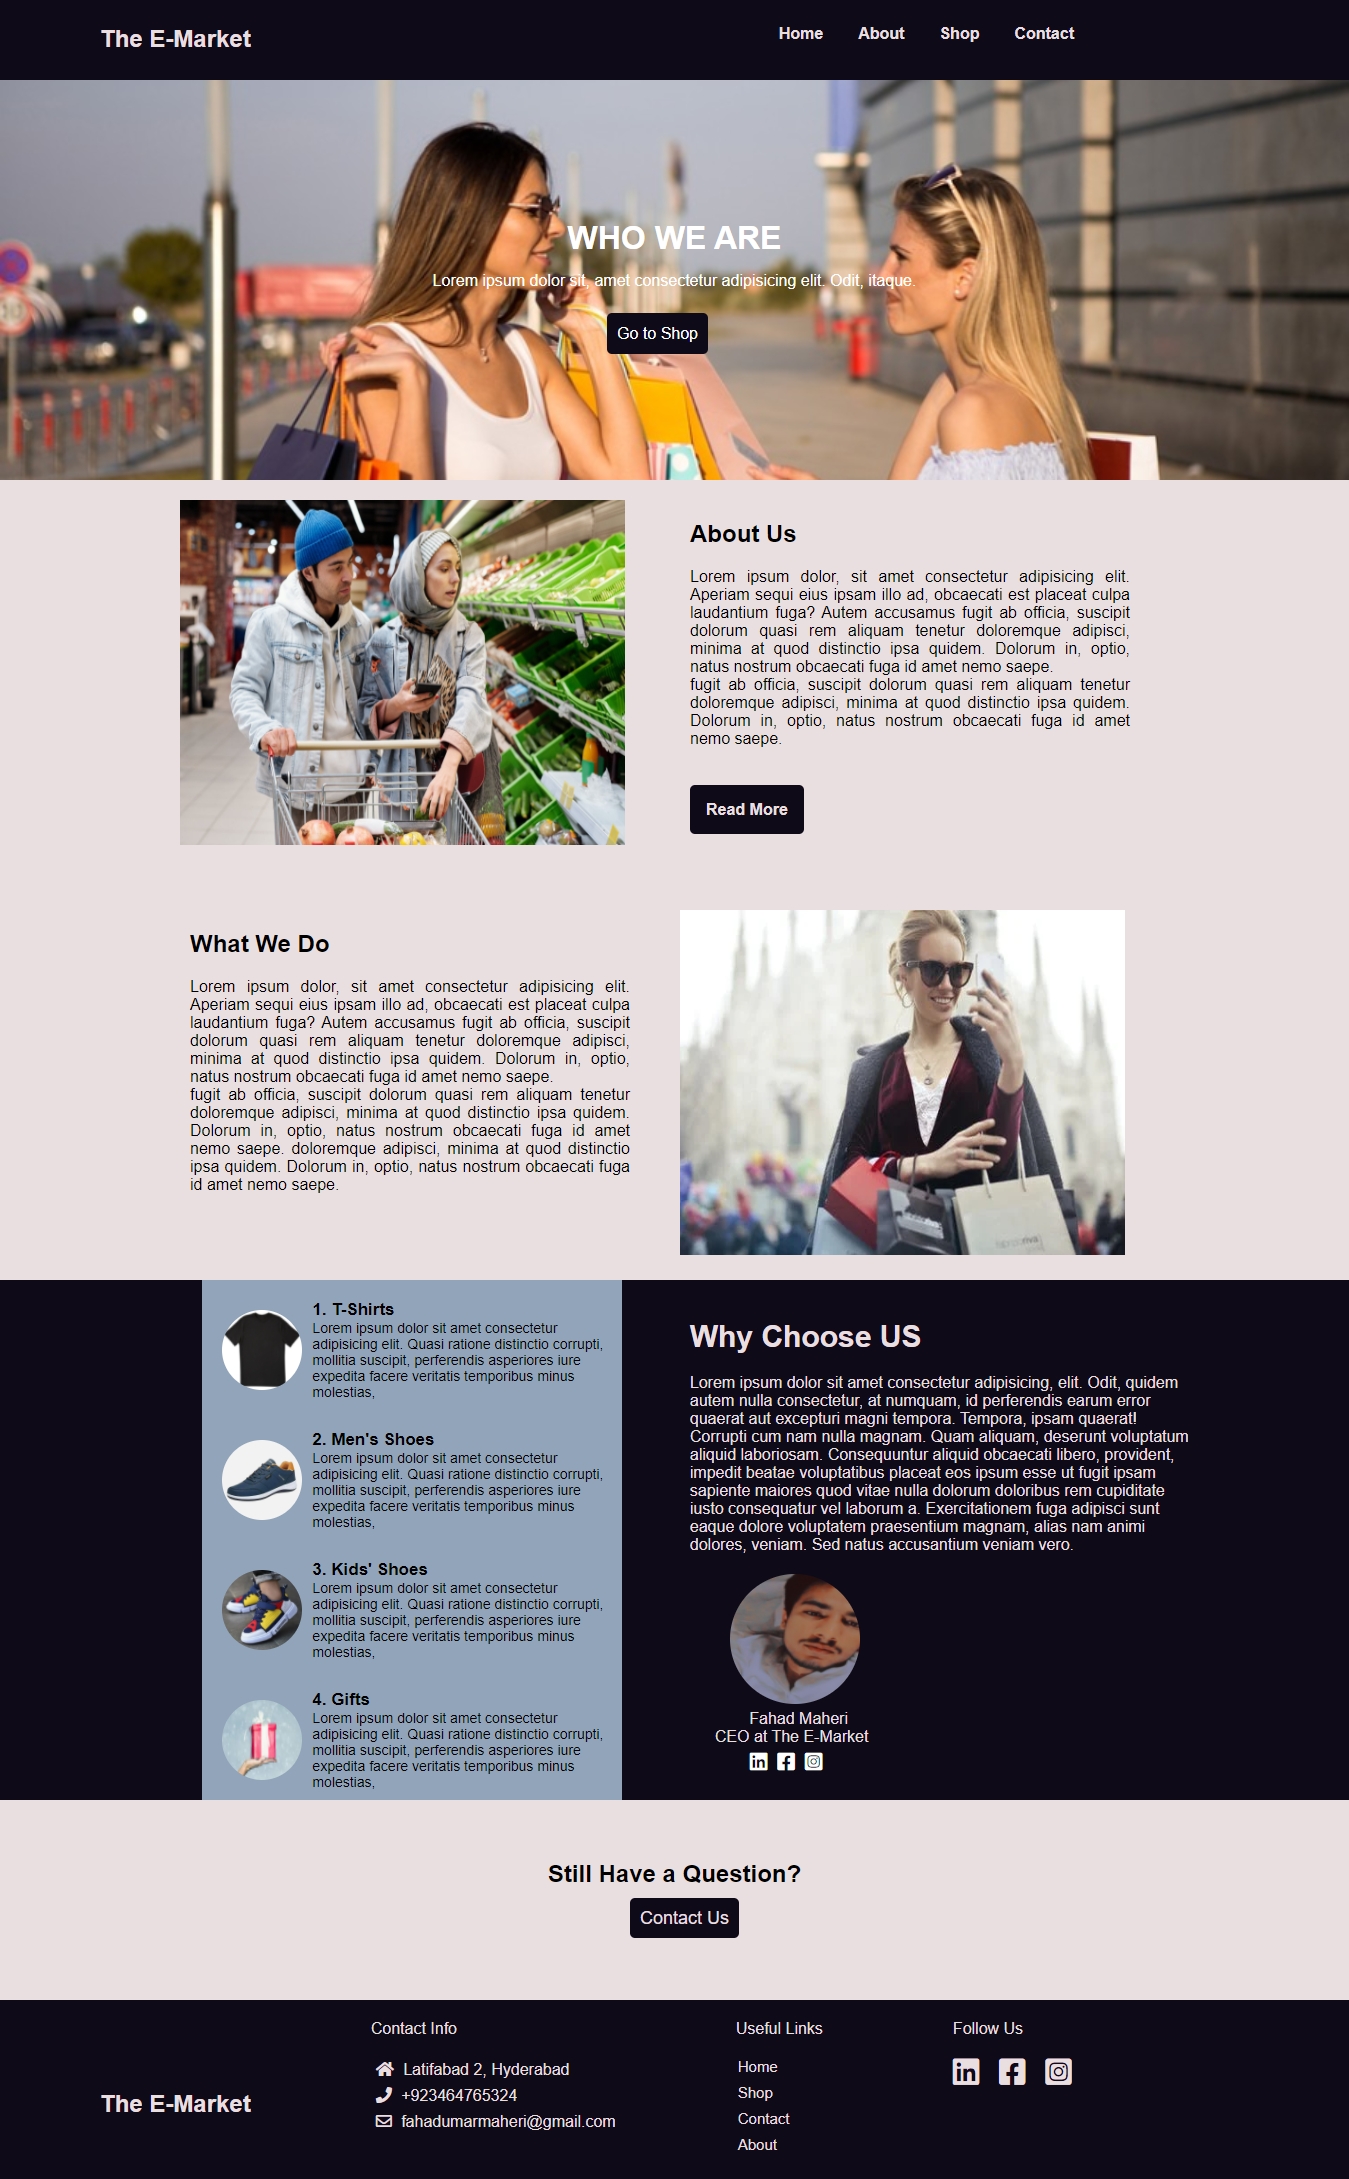 The E-Market
Home About Shop Contact
WHO WE ARE
Lorem ipsum dolor sit, amet consectetur adipisicing elit. Odit, itaque.
Go to Shop
About Us
Lorem ipsum dolor, sit amet consectetur adipisicing elit.
Aperiam sequi eius ipsam illo ad, obcaecati est placeat culpa
laudantium fuga? Autem accusamus fugit ab officia, suscipit
dolorum quasi rem aliquam tenetur doloremque adipisci,
minima at quod distinctio ipsa quidem. Dolorum in, optio,
natus nostrum obcaecati fuga id amet nemo saepe.
fugit ab officia, suscipit dolorum quasi rem aliquam tenetur
doloremque adipisci, minima at quod distinctio ipsa quidem.
Dolorum in, optio, natus nostrum obcaecati fuga id amet
nemo saepe.
Read More
What We Do
Lorem ipsum dolor, sit amet consectetur adipisicing elit.
Aperiam sequi eius ipsam illo ad, obcaecati est placeat culpa
laudantium fuga? Autem accusamus fugit ab officia, suscipit
dolorum quasi rem aliquam tenetur doloremque adipisci,
minima at quod distinctio ipsa quidem. Dolorum in, optio,
natus nostrum obcaecati fuga id amet nemo saepe.
fugit ab officia, suscipit dolorum quasi rem aliquam tenetur
doloremque adipisci, minima at quod distinctio ipsa quidem.
Dolorum in, optio, natus nostrum obcaecati fuga id amet
nemo saepe. doloremque adipisci, minima at quod distinctio
ipsa quidem. Dolorum in, optio, natus nostrum obcaecati fuga
id amet nemo saepe.
1. T-Shirts
Lorem ipsum dolor sit amet consectetur
adipisicing elit. Quasi ratione distinctio corrupti,
mollitia suscipit, perferendis asperiores iure
expedita facere veritatis temporibus minus
molestias,
2. Men's Shoes
Lorem ipsum dolor sit amet consectetur
adipisicing elit. Quasi ratione distinctio corrupti,
mollitia suscipit, perferendis asperiores iure
expedita facere veritatis temporibus minus
molestias,
3. Kids' Shoes
Lorem ipsum dolor sit amet consectetur
adipisicing elit. Quasi ratione distinctio corrupti,
mollitia suscipit, perferendis asperiores iure
expedita facere veritatis temporibus minus
molestias,
4. Gifts
Lorem ipsum dolor sit amet consectetur
adipisicing elit. Quasi ratione distinctio corrupti,
mollitia suscipit, perferendis asperiores iure
expedita facere veritatis temporibus minus
molestias,
Why Choose US
Lorem ipsum dolor sit amet consectetur adipisicing, elit. Odit, quidem
autem nulla consectetur, at numquam, id perferendis earum error
quaerat aut excepturi magni tempora. Tempora, ipsam quaerat!
Corrupti cum nam nulla magnam. Quam aliquam, deserunt voluptatum
aliquid laboriosam. Consequuntur aliquid obcaecati libero, provident,
impedit beatae voluptatibus placeat eos ipsum esse ut fugit ipsam
sapiente maiores quod vitae nulla dolorum doloribus rem cupiditate
iusto consequatur vel laborum a. Exercitationem fuga adipisci sunt
eaque dolore voluptatem praesentium magnam, alias nam animi
dolores, veniam. Sed natus accusantium veniam vero.
Fahad Maheri
CEO at The E-Market
Still Have a Question?
Contact Us
The E-Market
Contact Info
Latifabad 2, Hyderabad
+923464765324
fahadumarmaheri@gmail.com
Useful Links
Home
Shop
Contact
About
Follow Us